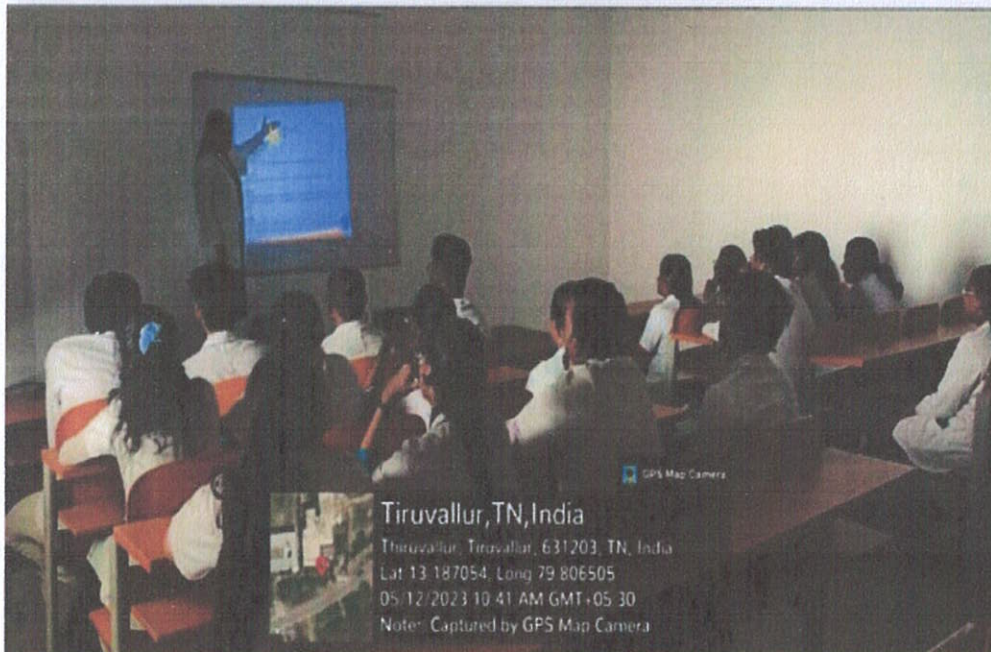 GPS Map Camera
Tiruvallur,TN,India
Thiruvallur, Tiruvallur, 631203, TN, India
Lat 13.187054, Long 79.806505
05/12/2023 10:41 AM GMT+05:30
Note: Captured by GPS Map Camera